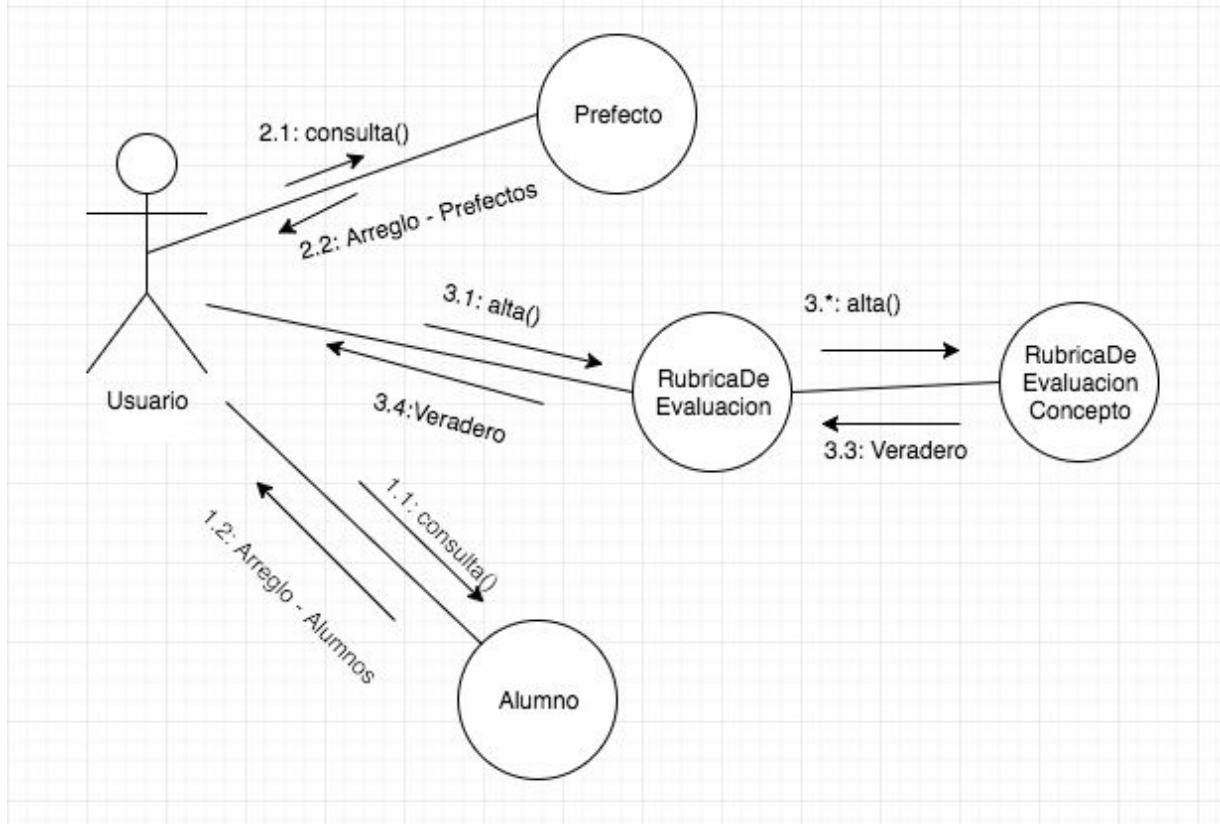 Prefecto
2.1: consulta()
2.2: Arreglo - Prefectos
3.1: alta()
3.*: alta()
RubricaDe
Evaluacion
RubricaDe
Evaluacion
Concepto
Usuario
3.4:Veradero
3.3: Veradero
1.1: consulta()
1.2: Arreglo - Alumnos
Alumno